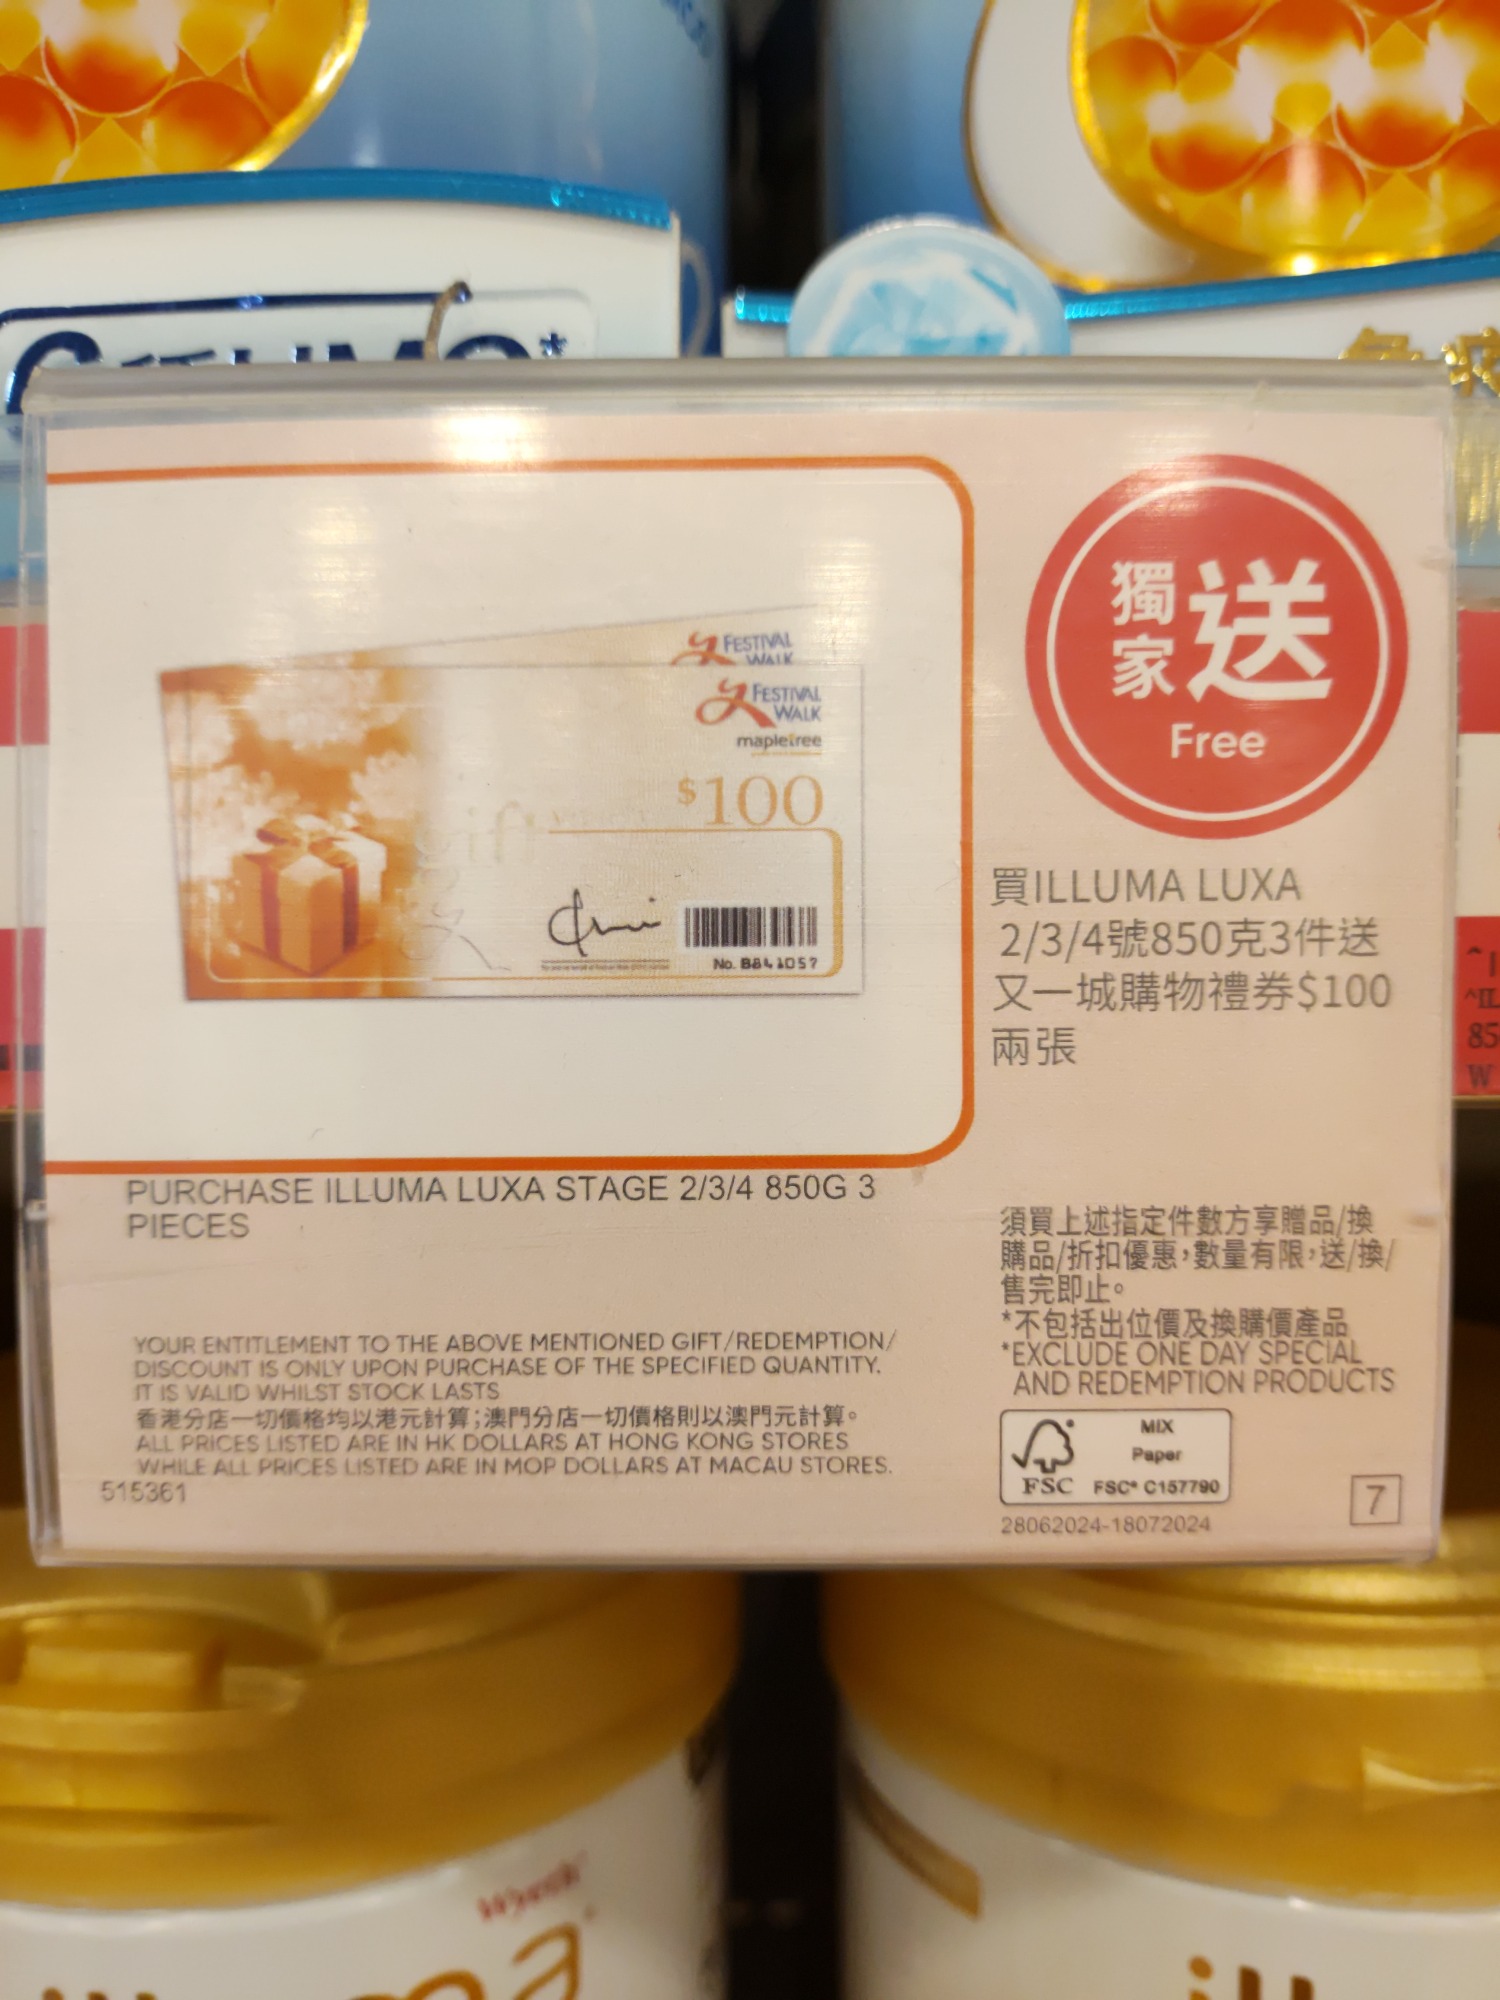 FESTIVAL
WALK
FESTIVAL
WALK
mapletree
$100
gift
No. B841057
獨家送
Free
買ILLUMA LUXA
2/3/4號850克3件送
又一城購物禮券$100
兩張
PURCHASE ILLUMA LUXA STAGE 2/3/4 850G 3
PIECES
YOUR ENTITLEMENT TO THE ABOVE MENTIONED GIFT/REDEMPTION/
DISCOUNT IS ONLY UPON PURCHASE OF THE SPECIFIED QUANTITY.
IT IS VALID WHILST STOCK LASTS
香港分店一切價格均以港元計算;澳門分店一切價格則以澳門元計算。
ALL PRICES LISTED ARE IN HK DOLLARS AT HONG KONG STORES
WHILE ALL PRICES LISTED ARE IN MOP DOLLARS AT MACAU STORES.
515361
須買上述指定件數方享贈品/換
購品/折扣優惠,數量有限,送/換/
售完即止。
*不包括出位價及換購價產品
*EXCLUDE ONE DAY SPECIAL
AND REDEMPTION PRODUCTS
FSC
MIX
Paper
FSC® C157790
28062024-18072024
7
85
W
Wyeth